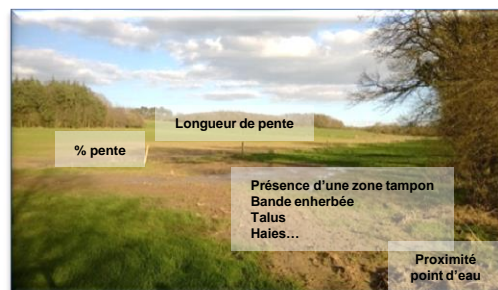 Longueur de pente
% pente
Présence d'une zone tampon
Bande enherbée
Talus
Haies…
Proximité
point d'eau